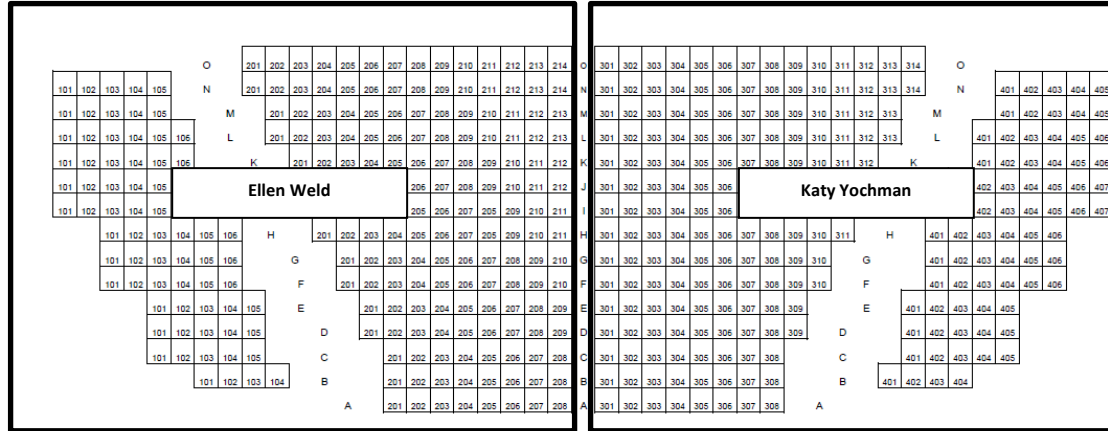 O 201 202 203 204 205 206 207 208 209 210 211 212 213 214 O 301 302 303 304 305 306 307 308 309 310 311 312 313 314 O
101 102 103 104 105 N 201 202 203 204 205 206 207 208 209 210 211 212 213 214 N 301 302 303 304 305 306 307 308 309 310 311 312 313 314 N 401 402 403 404 405
101 102 103 104 105 M 201 202 203 204 205 206 207 208 209 210 211 212 213 M 301 302 303 304 305 306 307 308 309 310 311 312 313 M 401 402 403 404 405
101 102 103 104 105 106 L 201 202 203 204 205 206 207 208 209 210 211 212 213 L 301 302 303 304 305 306 307 308 309 310 311 312 313 L 401 402 403 404 405 406
101 102 103 104 105 106 K 201 202 203 204 205 206 207 208 209 210 211 212 K 301 302 303 304 305 306 307 308 309 310 311 312 K 401 402 403 404 405 406
101 102 103 104 105 Ellen Weld 206 207 208 209 210 211 212 J 301 302 303 304 305 306 Katy Yochman 402 403 404 405 406 407
101 102 103 104 105 205 206 207 208 209 210 211 I 301 302 303 304 305 306 402 403 404 405 406 407
101 102 103 104 105 106 H 201 202 203 204 205 206 207 208 209 210 211 H 301 302 303 304 305 306 307 308 309 310 311 H 401 402 403 404 405 406
101 102 103 104 105 106 G 201 202 203 204 205 206 207 208 209 210 G 301 302 303 304 305 306 307 308 309 310 G 401 402 403 404 405 406
101 102 103 104 105 106 F 201 202 203 204 205 206 207 208 209 210 F 301 302 303 304 305 306 307 308 309 310 F 401 402 403 404 405 406
101 102 103 104 105 E 201 202 203 204 205 206 207 208 209 E 301 302 303 304 305 306 307 308 309 E 401 402 403 404 405
101 102 103 104 105 D 201 202 203 204 205 206 207 208 209 D 301 302 303 304 305 306 307 308 309 D 401 402 403 404 405
101 102 103 104 105 C 201 202 203 204 205 206 207 208 C 301 302 303 304 305 306 307 308 C 401 402 403 404 405
101 102 103 104 B 201 202 203 204 205 206 207 208 B 301 302 303 304 305 306 307 308 B 401 402 403 404
A 201 202 203 204 205 206 207 208 A 301 302 303 304 305 306 307 308 A